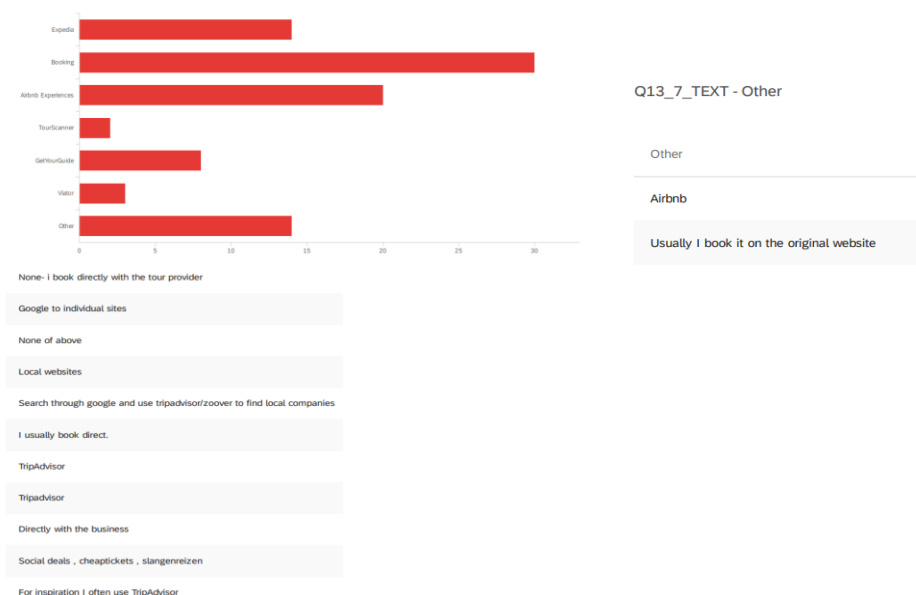 Expedia
Booking
Airbnb Experiences
TourScanner
GetYourGuide
Viator
Other
0 5 10 15 20 25 30
None- i book directly with the tour provider
Google to individual sites
None of above
Local websites
Search through google and use tripadvisor/zoover to find local companies
I usually book direct.
TripAdvisor
Tripadvisor
Directly with the business
Social deals , cheaptickets , slangenreizen
For inspiration I often use TripAdvisor
Q13_7_TEXT - Other
Other
Airbnb
Usually I book it on the original website